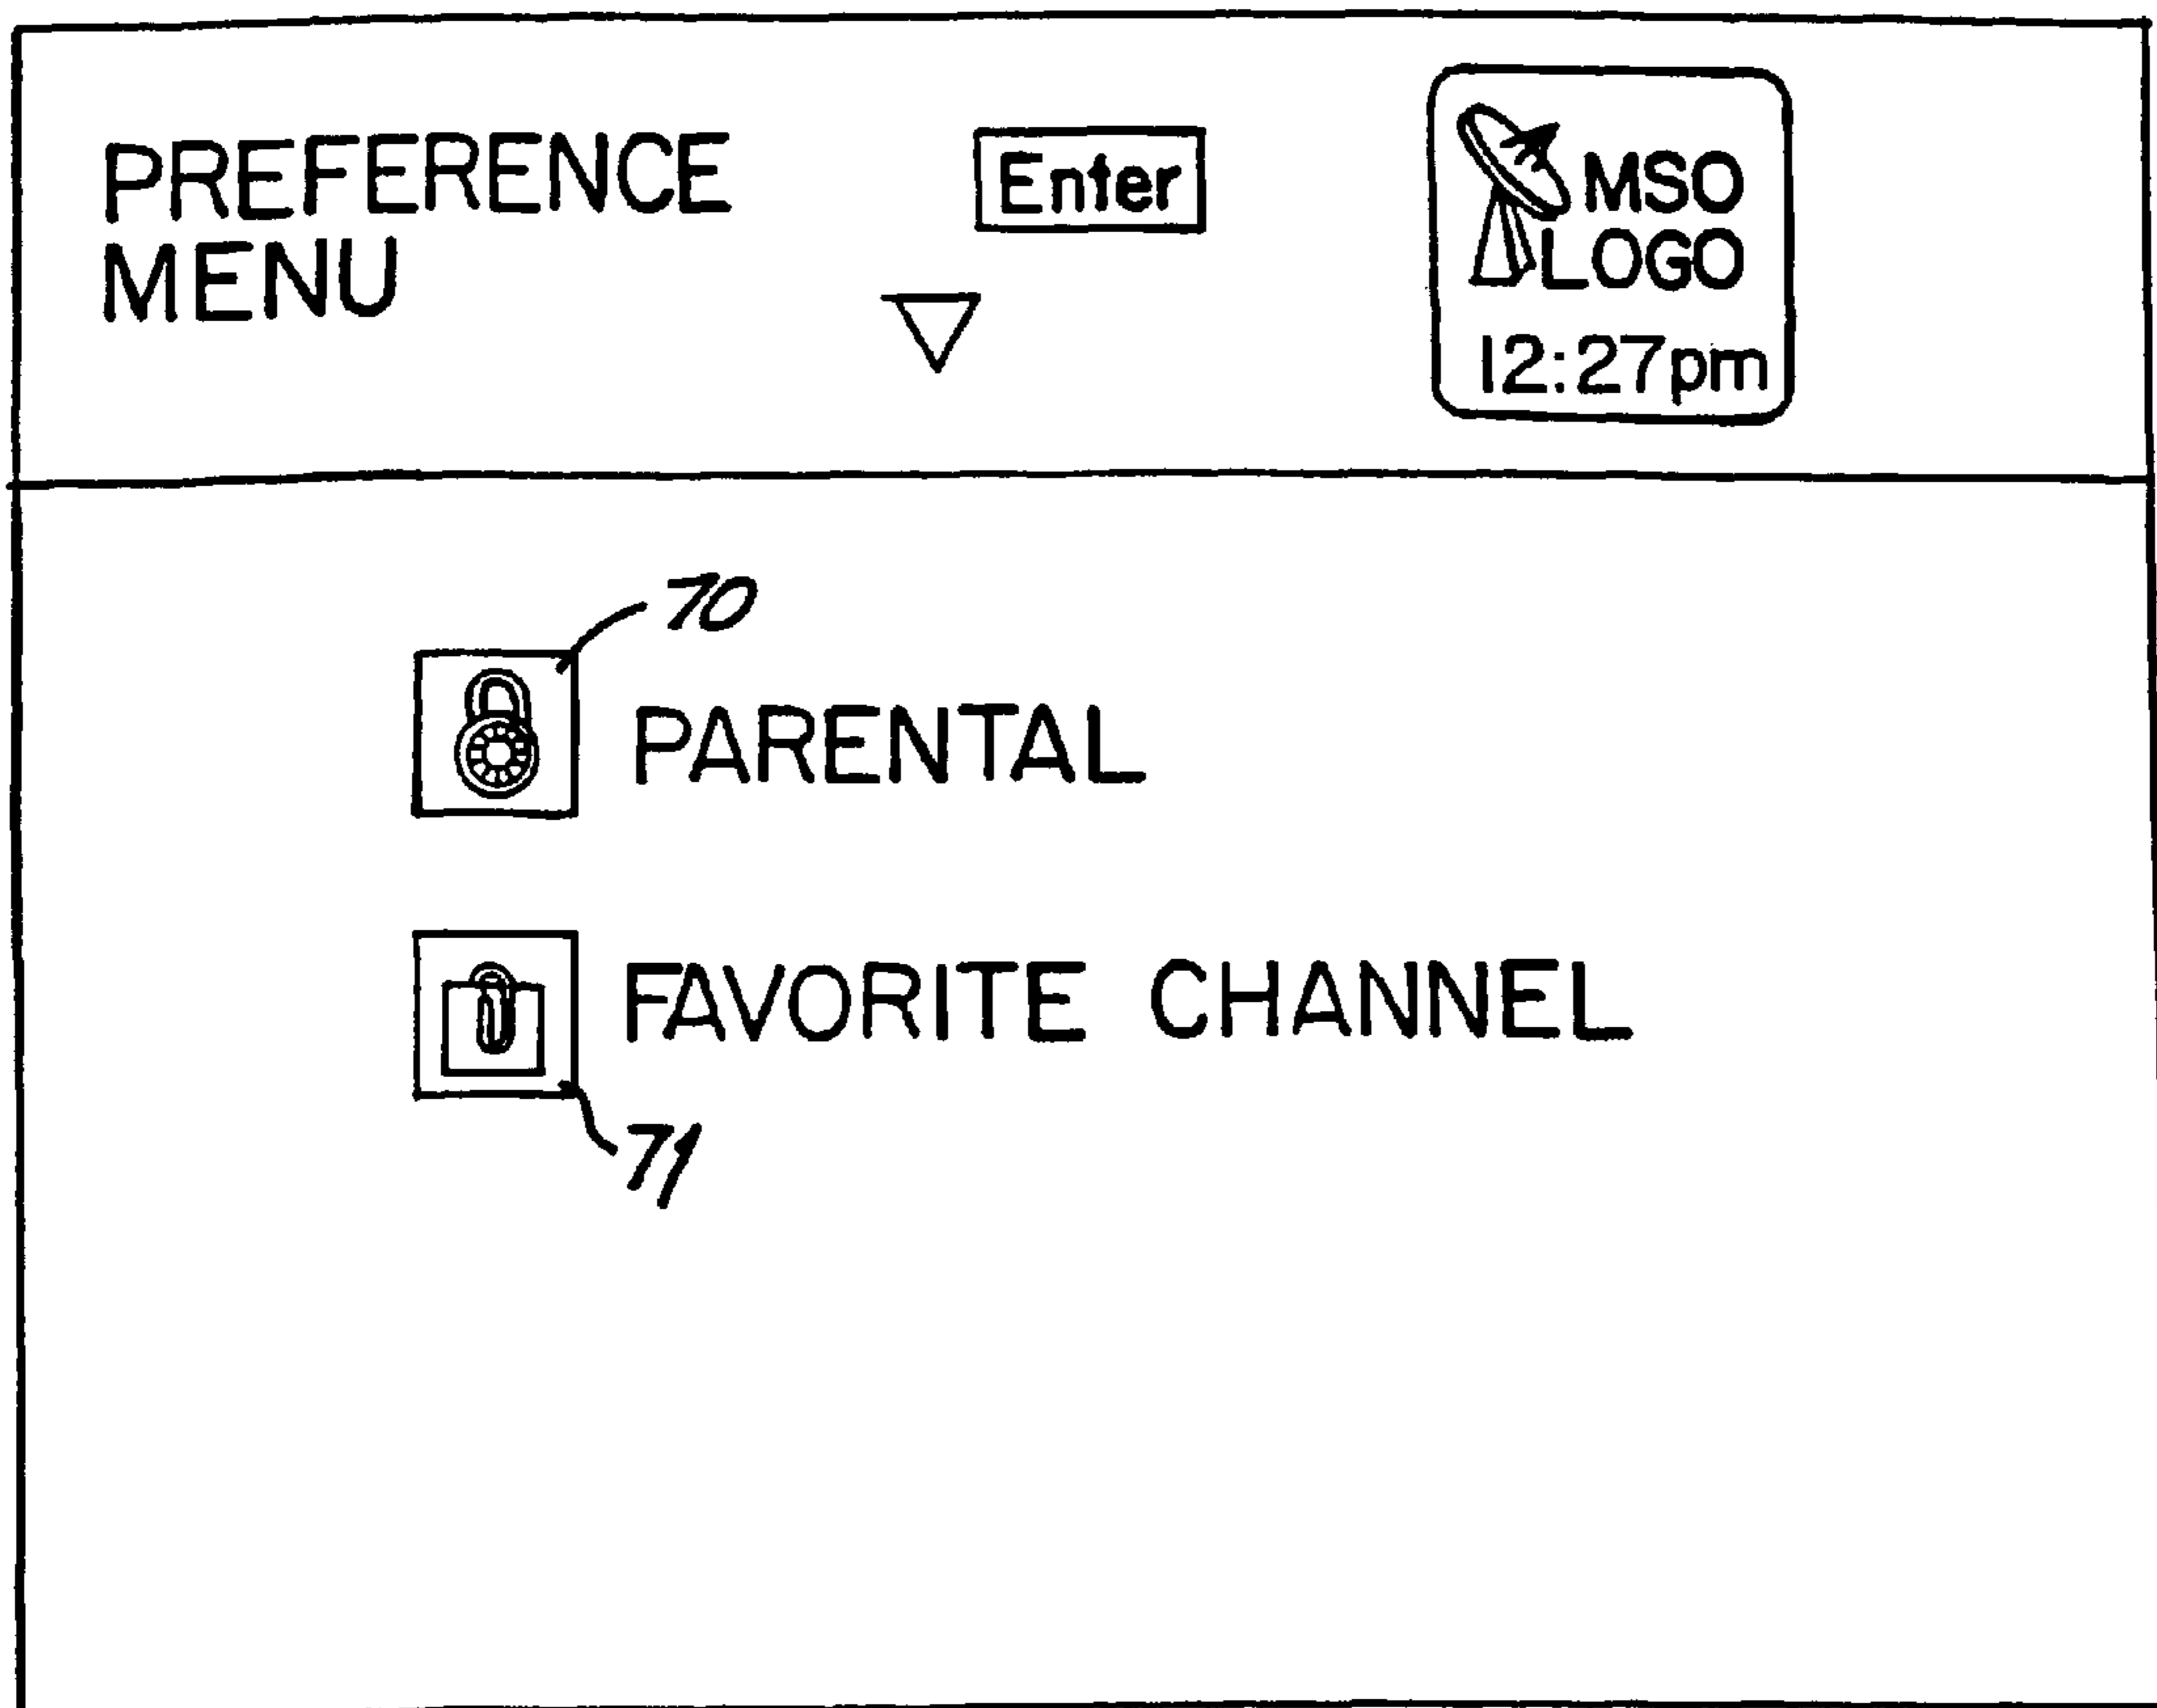 PREFERENCE
MENU
Enter
MSO
LOGO
12:27pm
70
PARENTAL
FAVORITE CHANNEL
71